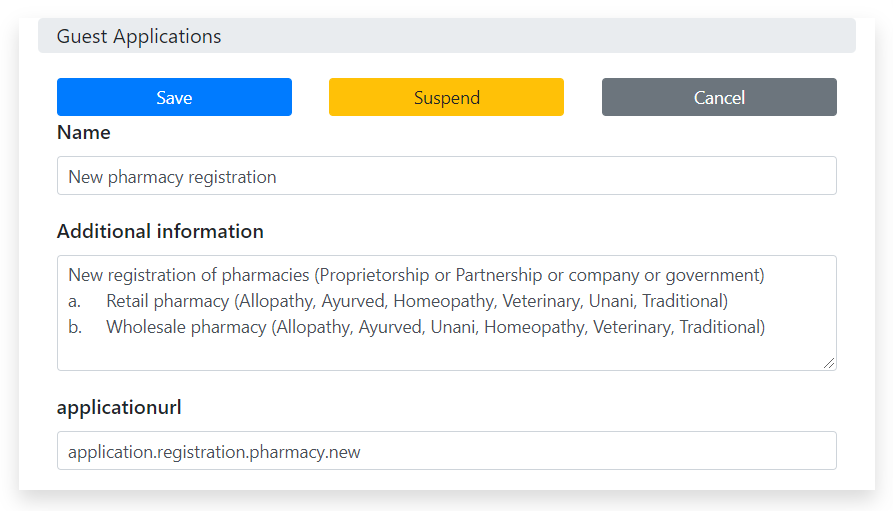 Guest Applications
Save Suspend Cancel
Name
New pharmacy registration
Additional information
New registration of pharmacies (Proprietorship or Partnership or company or government)
a. Retail pharmacy (Allopathy, Ayurved, Homeopathy, Veterinary, Unani, Traditional)
b. Wholesale pharmacy (Allopathy, Ayurved, Unani, Homeopathy, Veterinary, Traditional)
applicationurl
application.registration.pharmacy.new